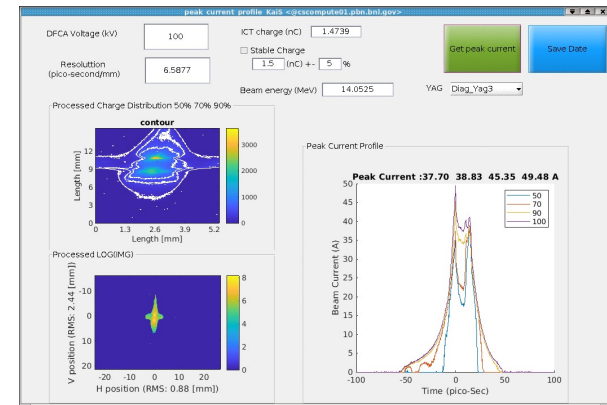 peak current profile KaiS <@cscompute01.pbn.bnl.gov>
DFCA Voltage (kV)
100
ICT charge (nC)
1.4739
Stable Charge
1.5 (nC) +- 5 %
Resoluttion
(pico-second/mm)
6.5877
Beam energy (MeV)
14.0525
Get peak current
Save Date
YAG
Diag_Yag3
Processed Charge Distribution 50% 70% 90%
contour
Length [mm]
12
9
6
3
0
0 1.3 2.6 3.9 5.2
Length [mm]
3000
2000
1000
0
Processed LOG(IMG)
V position (RMS: 2.44 [mm])
-10
0
10
20
-20 -10 0 10 20
H position (RMS: 0.88 [mm])
8
6
4
2
0
Peak Current Profile
Peak Current :37.70 38.83 45.35 49.48 A
Beam Current (A)
50
45
40
35
30
25
20
15
10
5
0
-100 -50 0 50 100
Time (pico-Sec)
50
70
90
100